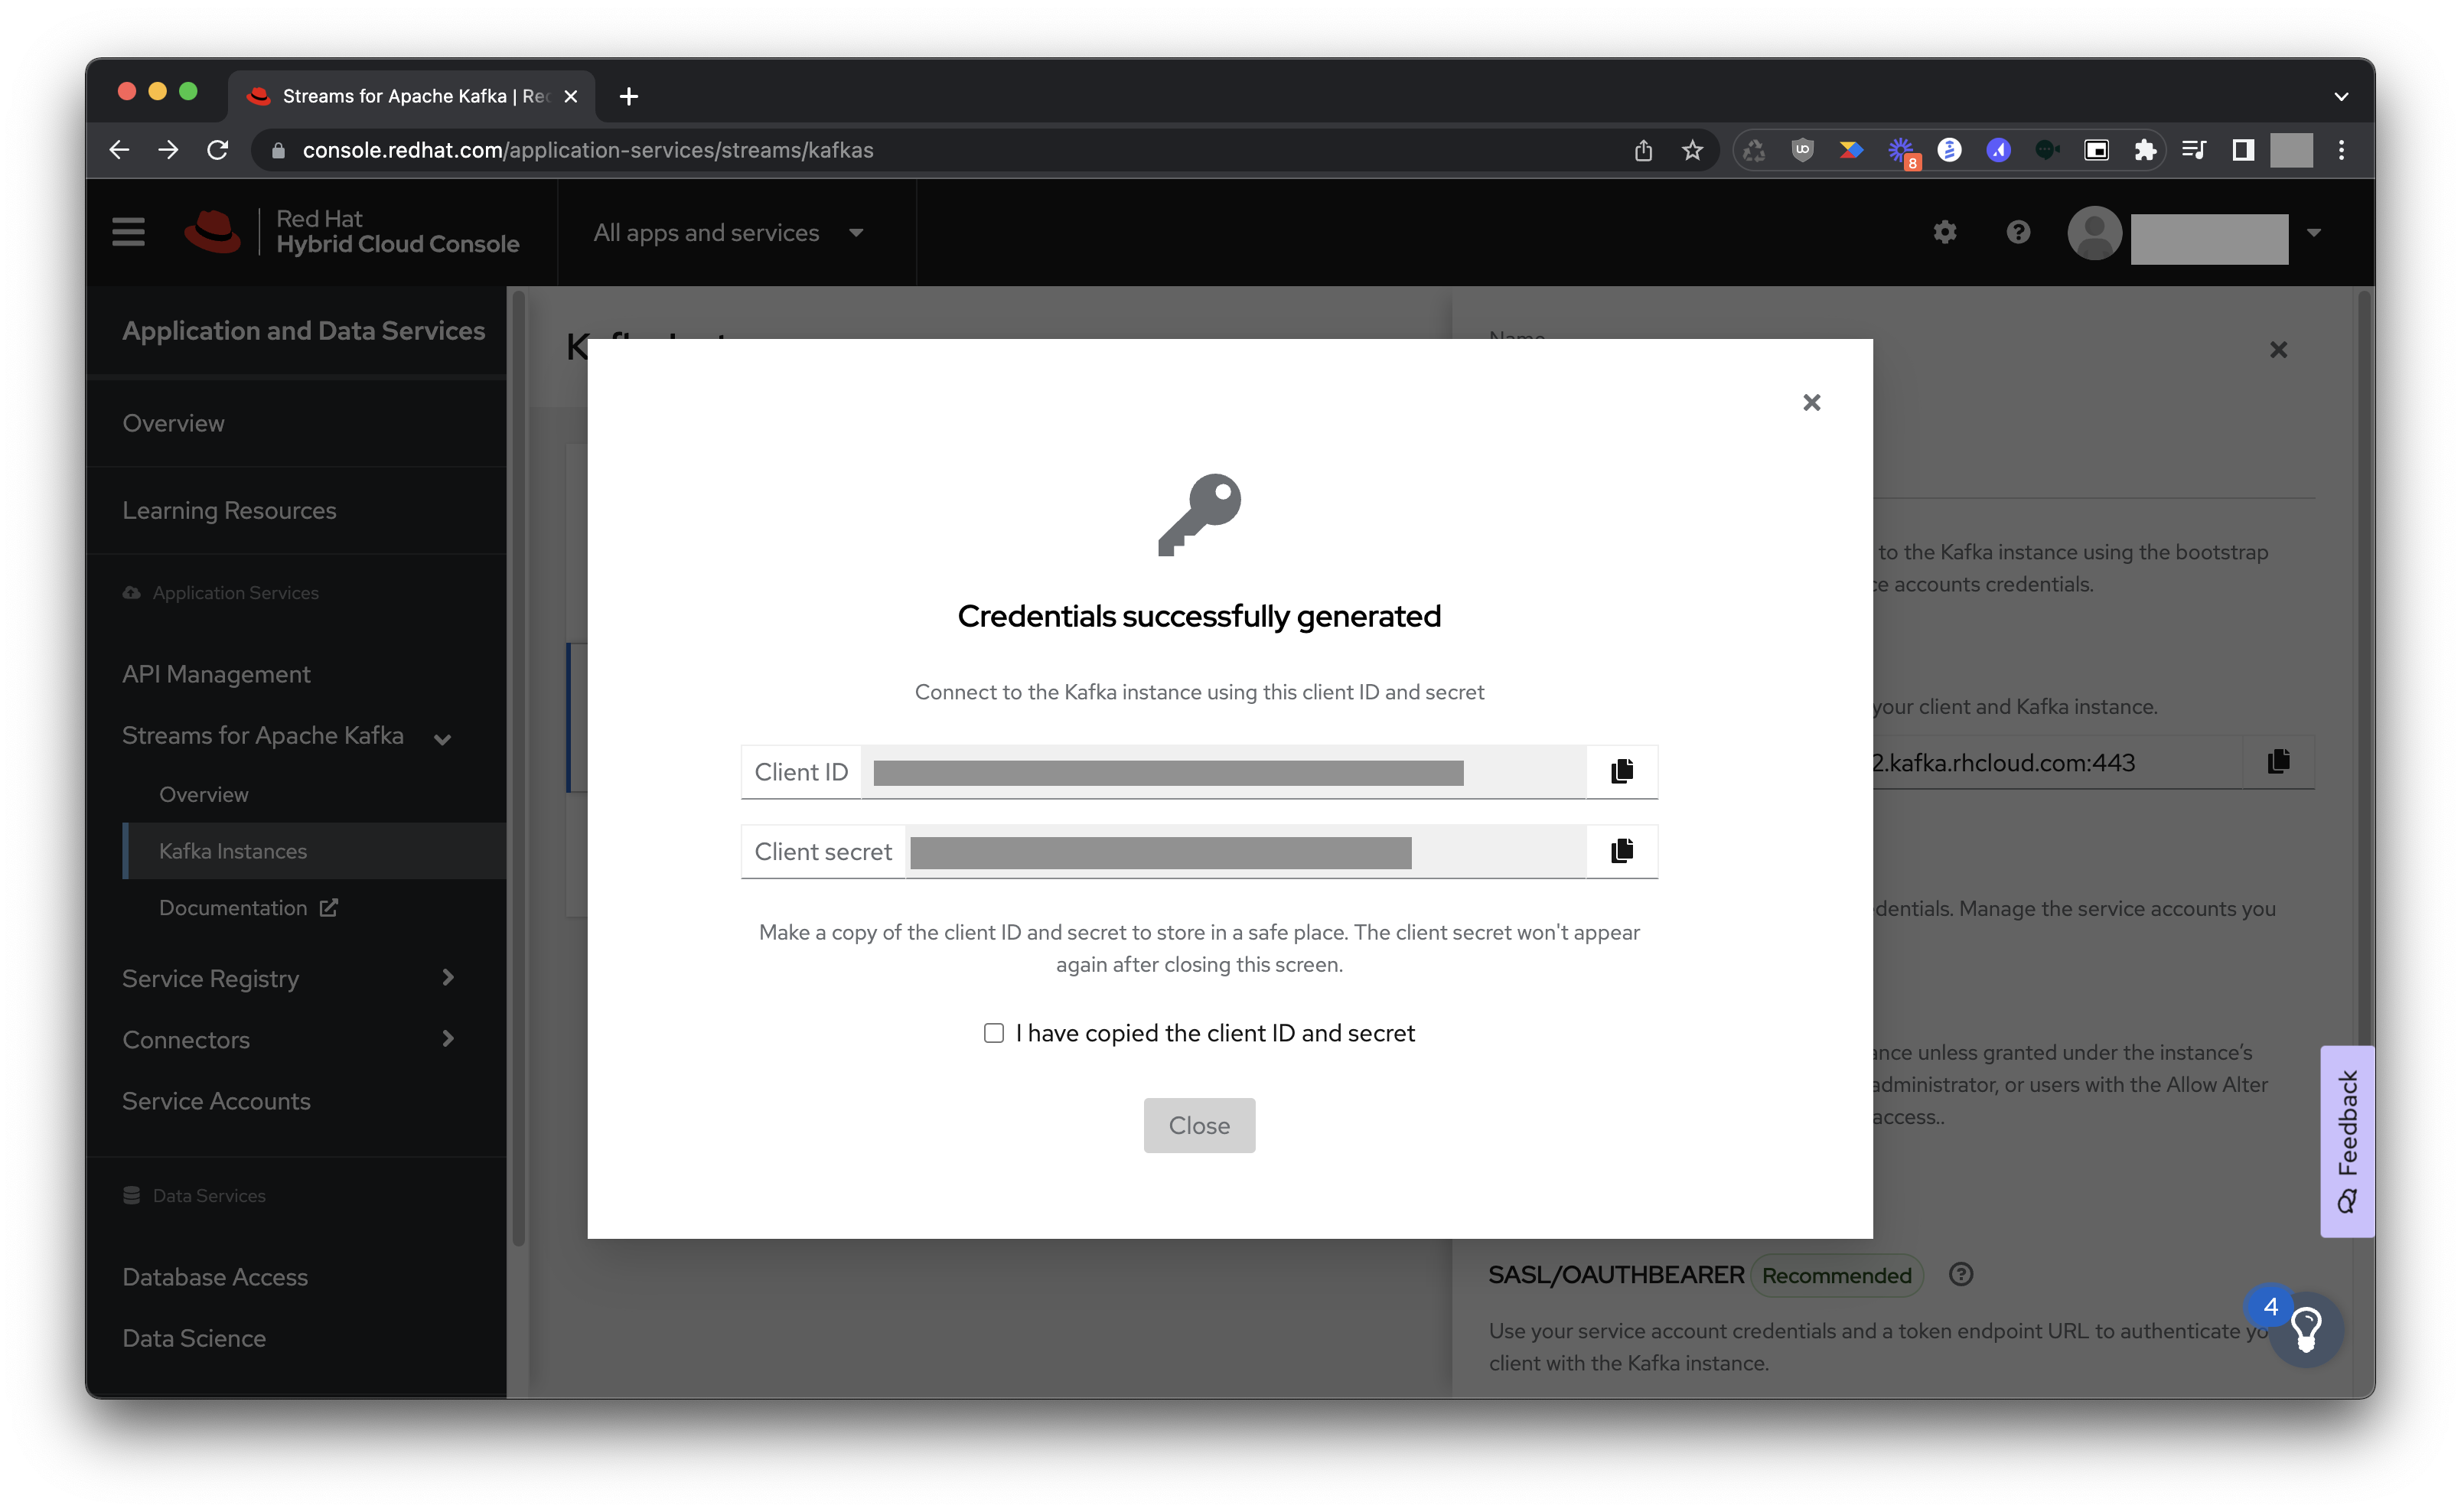 Streams for Apache Kafka | Red
console.redhat.com/application-services/streams/kafkas
8
Red Hat
Hybrid Cloud Console
All apps and services
Application and Data Services
Overview
Learning Resources
Application Services
API Management
Streams for Apache Kafka
Overview
Kafka Instances
Documentation
Service Registry
Connectors
Service Accounts
Data Services
Database Access
Data Science
Name
to the Kafka instance using the bootstrap
accounts credentials.
your client and Kafka instance.
2.kafka.rhcloud.com:443
Manage the service accounts you
unless granted under the instance's
administrator, or users with the Allow Alter
access..
SASL/OAUTHBEARER Recommended
Use your service account credentials and a token endpoint URL to authenticate
client with the Kafka instance.
Credentials successfully generated
Connect to the Kafka instance using this client ID and secret
Client ID
Client secret
Make a copy of the client ID and secret to store in a safe place. The client secret won't appear
again after closing this screen.
I have copied the client ID and secret
Close
Feedback
4